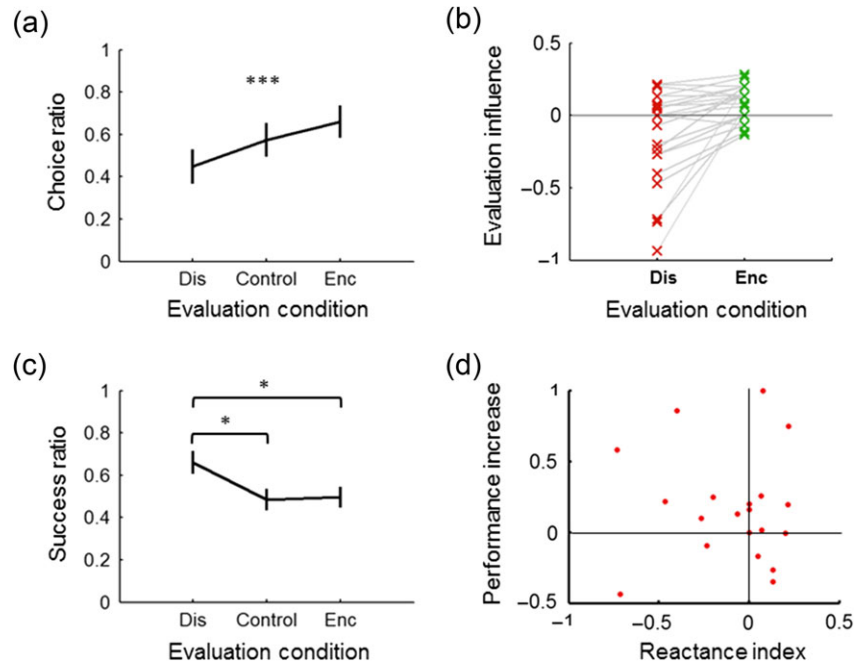 (a)
1
0.8
0.6
0.4
0.2
0
Choice ratio
***
Dis Control Enc
Evaluation condition
(b)
0.5
0
−0.5
−1
Evaluation influence
Dis Enc
Evaluation condition
(c)
1
0.8
0.6
0.4
0.2
0
Success ratio
*
*
Dis Control Enc
Evaluation condition
(d)
1
0.5
0
−0.5
Performance increase
−1 −0.5 0 0.5
Reactance index